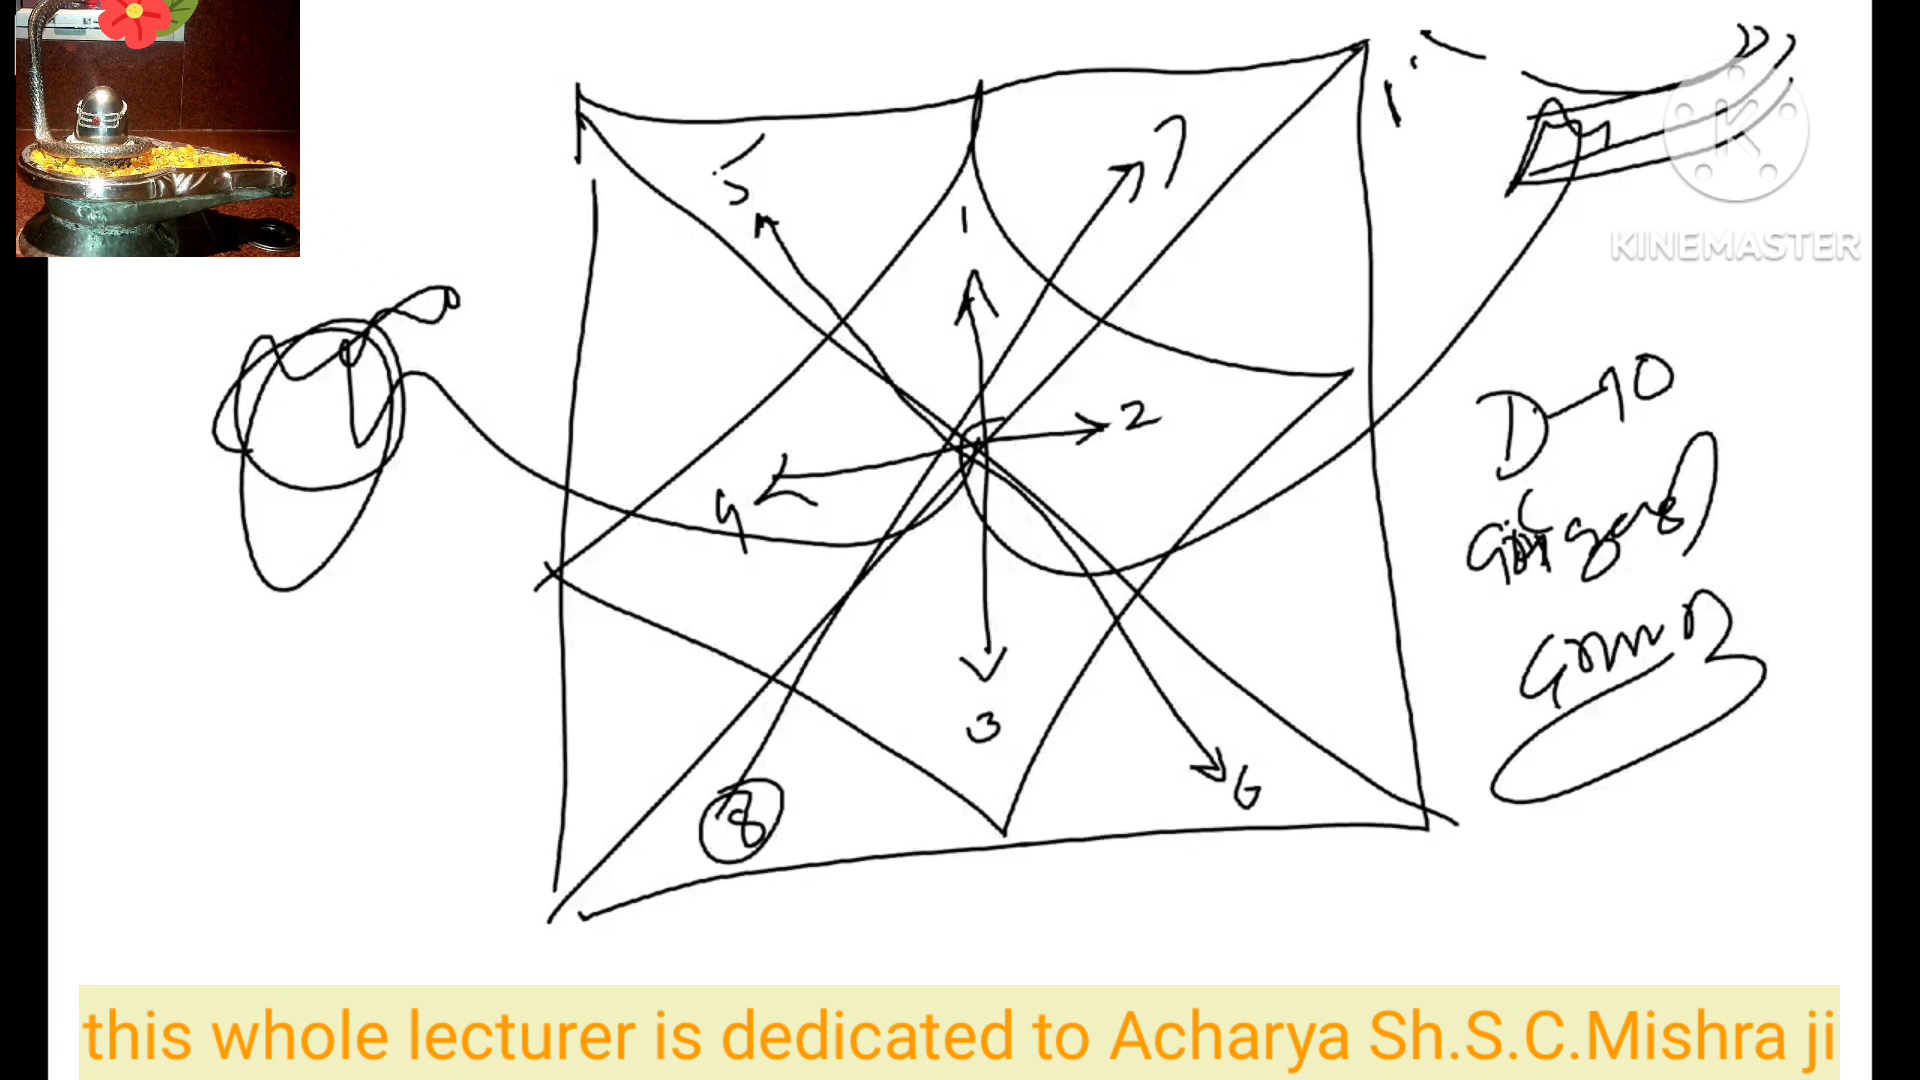 KINEMASTER
5
7
1
2
4
3
6
8
D-10
this whole lecturer is dedicated to Acharya Sh.S.C.Mishra ji